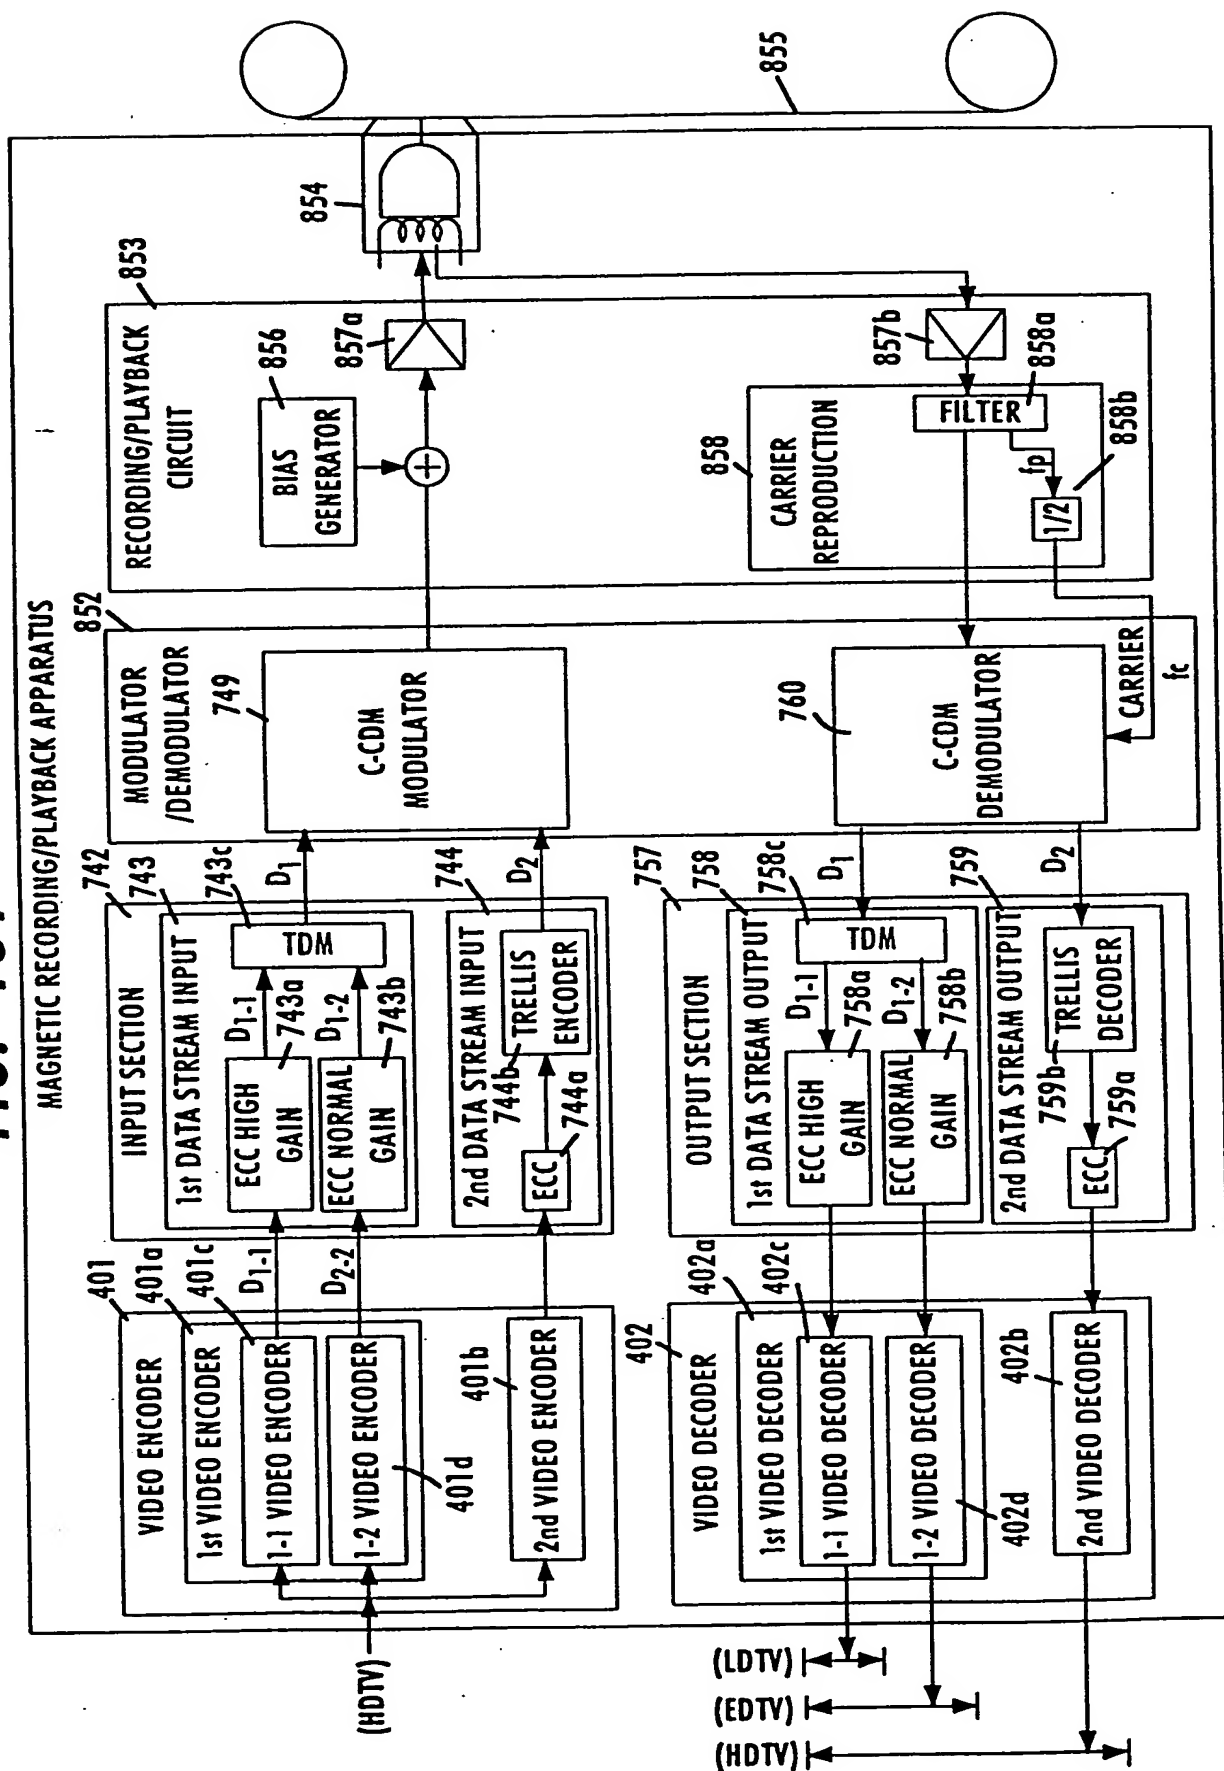 MAGNETIC RECORDING/PLAYBACK APPARATUS
(HDTV)
401
VIDEO ENCODER
401a
1st VIDEO ENCODER
401c
1-1 VIDEO ENCODER
1-2 VIDEO ENCODER
401d
401b
2nd VIDEO ENCODER
D1-1
D2-2
742
INPUT SECTION
743
1st DATA STREAM INPUT
743c
TDM
ECC HIGH
GAIN
D1-1
743a
ECC NORMAL
GAIN
D1-2
743b
744
2nd DATA STREAM INPUT
744b
TRELLIS
ENCODER
744a
ECC
D1
D2
852
MODULATOR
/DEMODULATOR
749
C-CDM
MODULATOR
760
C-CDM
DEMODULATOR
CARRIER
fc
853
RECORDING/PLAYBACK
CIRCUIT
856
BIAS
GENERATOR
+
857a
854
855
857b
858
CARRIER
REPRODUCTION
FILTER
858a
fp
1/2
858b
757
OUTPUT SECTION
758
1st DATA STREAM OUTPUT
758c
TDM
D1
D1-1
ECC HIGH
GAIN
758a
D1-2
ECC NORMAL
GAIN
758b
759
2nd DATA STREAM OUTPUT
D2
759b
TRELLIS
DECODER
759a
ECC
402
VIDEO DECODER
402a
1st VIDEO DECODER
402c
1-1 VIDEO DECODER
1-2 VIDEO DECODER
402d
402b
2nd VIDEO DECODER
(LDTV)
(EDTV)
(HDTV)